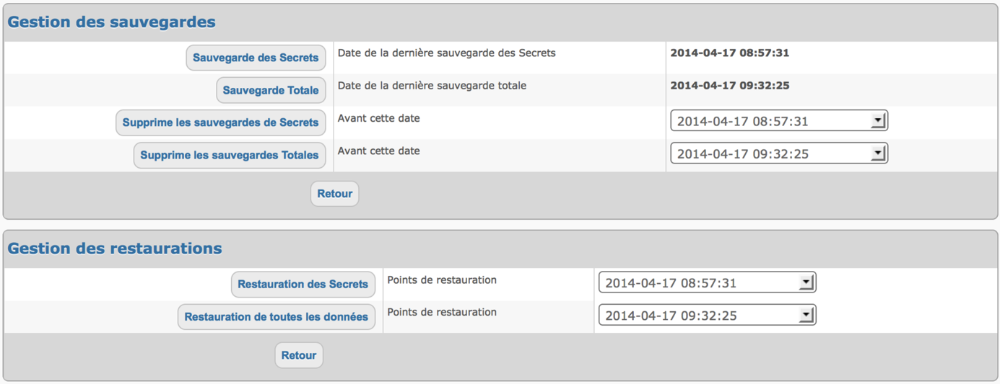 Gestion des sauvegardes
Sauvegarde des Secrets Date de la dernière sauvegarde des Secrets 2014-04-17 08:57:31
Sauvegarde Totale Date de la dernière sauvegarde totale 2014-04-17 09:32:25
Supprime les sauvegardes de Secrets Avant cette date 2014-04-17 08:57:31
Supprime les sauvegardes Totales Avant cette date 2014-04-17 09:32:25
Retour
Gestion des restaurations
Restauration des Secrets Points de restauration 2014-04-17 08:57:31
Restauration de toutes les données Points de restauration 2014-04-17 09:32:25
Retour